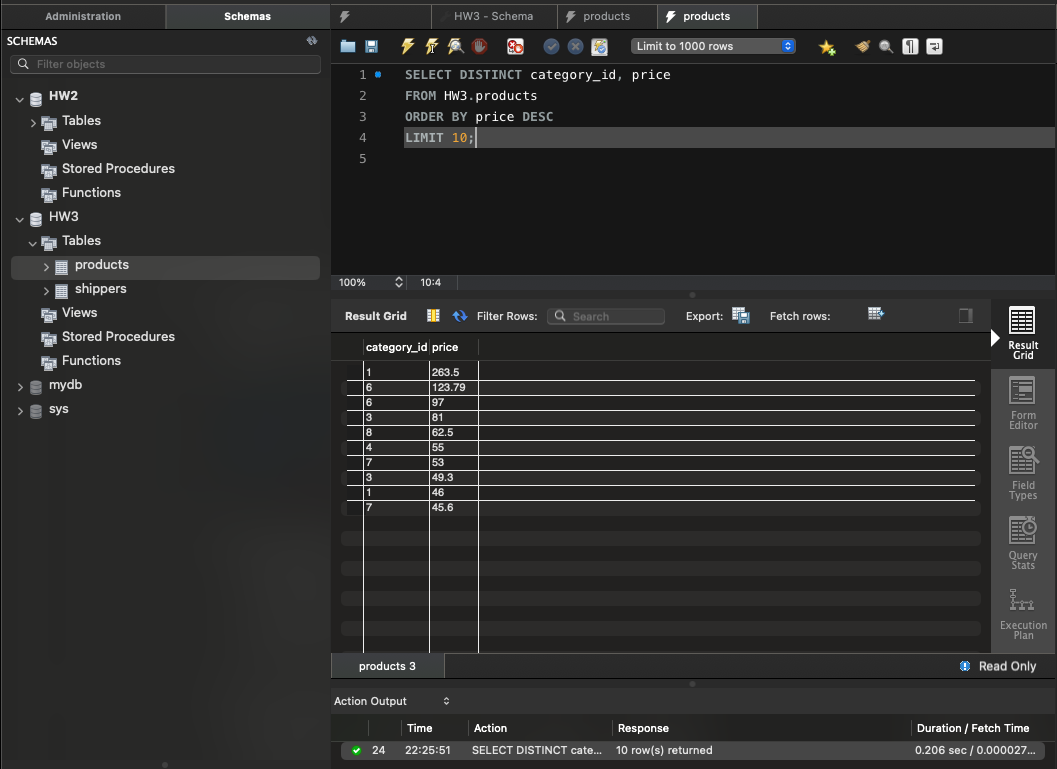 Administration Schemas
SCHEMAS
Filter objects
HW2
Tables
Views
Stored Procedures
Functions
HW3
Tables
products
shippers
Views
Stored Procedures
Functions
mydb
sys
HW3 - Schema products products
Limit to 1000 rows
1 SELECT DISTINCT category_id, price
2 FROM HW3.products
3 ORDER BY price DESC
4 LIMIT 10;
5
100% 10:4
Result Grid Filter Rows: Search Export: Fetch rows:
category_id price
1 263.5
6 123.79
6 97
3 81
8 62.5
4 55
7 53
3 49.3
1 46
7 45.6
Result
Grid
Form
Editor
Field
Types
Query
Stats
Execution
Plan
products 3 Read Only
Action Output
Time Action Response Duration / Fetch Time
24 22:25:51 SELECT DISTINCT cate... 10 row(s) returned 0.206 sec / 0.000027...